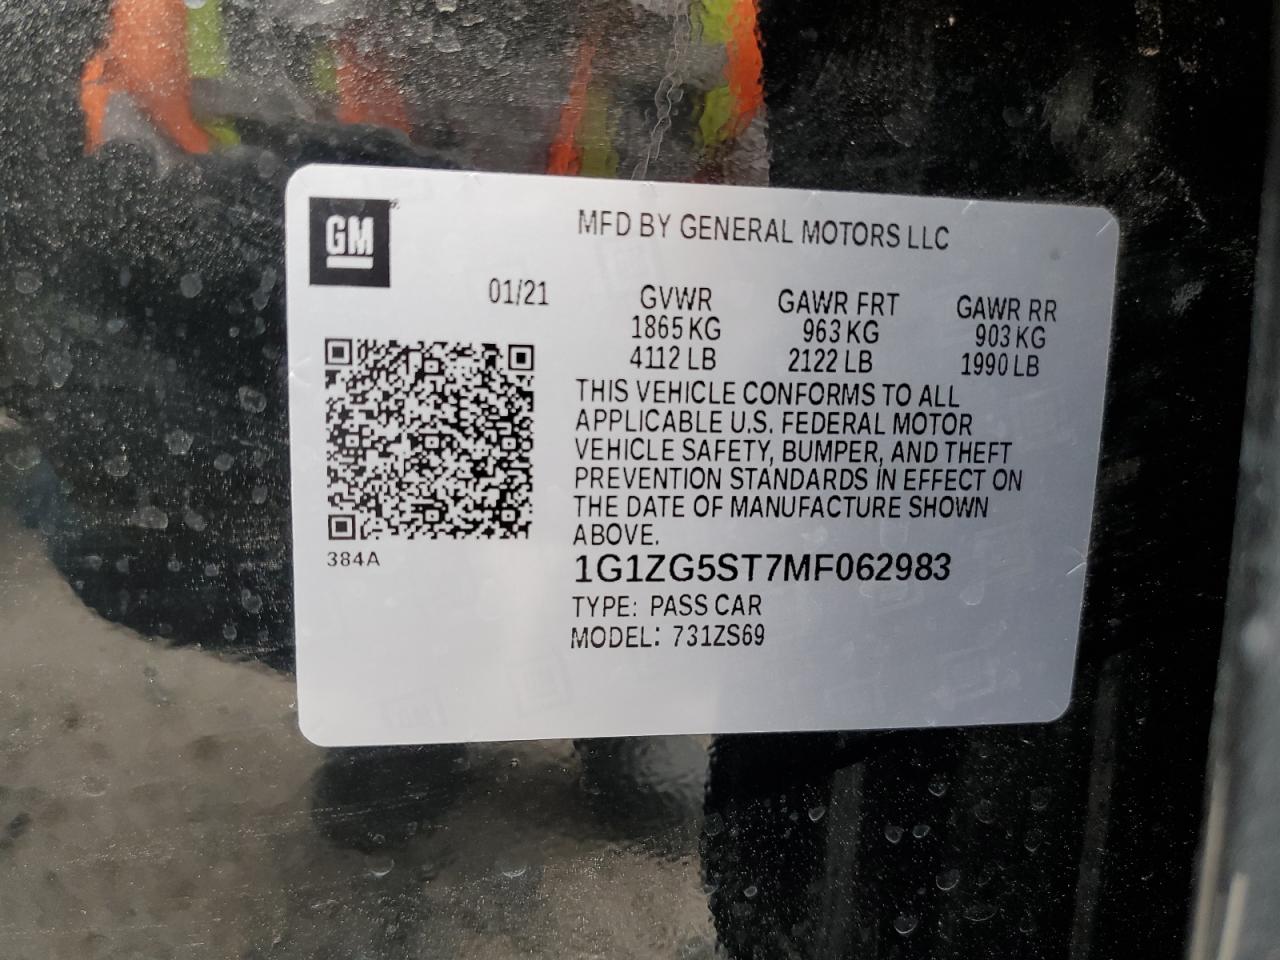 GM
MFD BY GENERAL MOTORS LLC
01/21
GVWR GAWR FRT GAWR RR
1865 KG 963 KG 903 KG
4112 LB 2122 LB 1990 LB
THIS VEHICLE CONFORMS TO ALL
APPLICABLE U.S. FEDERAL MOTOR
VEHICLE SAFETY, BUMPER, AND THEFT
PREVENTION STANDARDS IN EFFECT ON
THE DATE OF MANUFACTURE SHOWN
ABOVE.
384A
1G1ZG5ST7MF062983
TYPE: PASS CAR
MODEL: 731ZS69